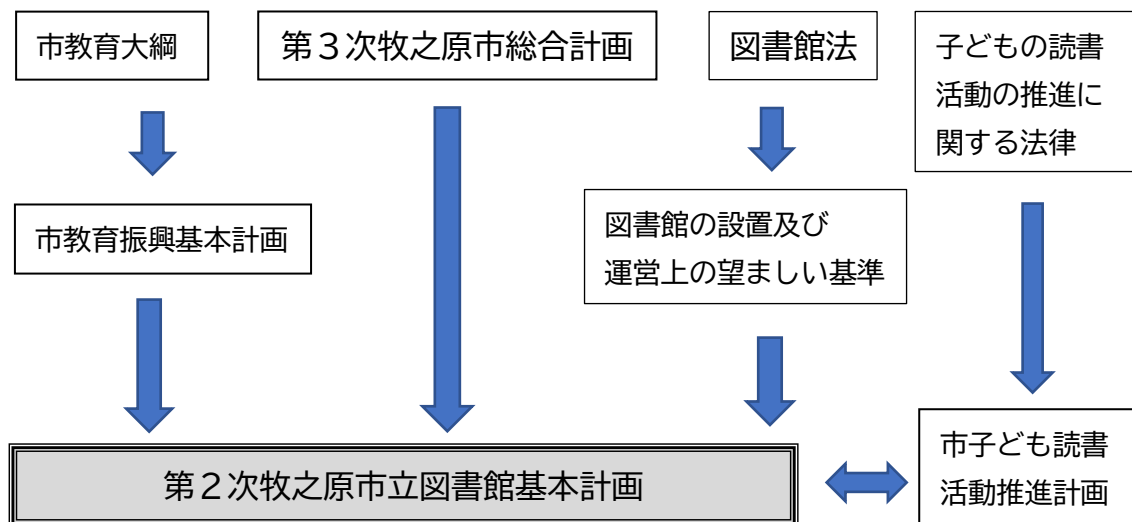 市教育大綱
第３次牧之原市総合計画
図書館法
子どもの読書
活動の推進に
関する法律
市教育振興基本計画
図書館の設置及び
運営上の望ましい基準
第２次牧之原市立図書館基本計画
市子ども読書
活動推進計画